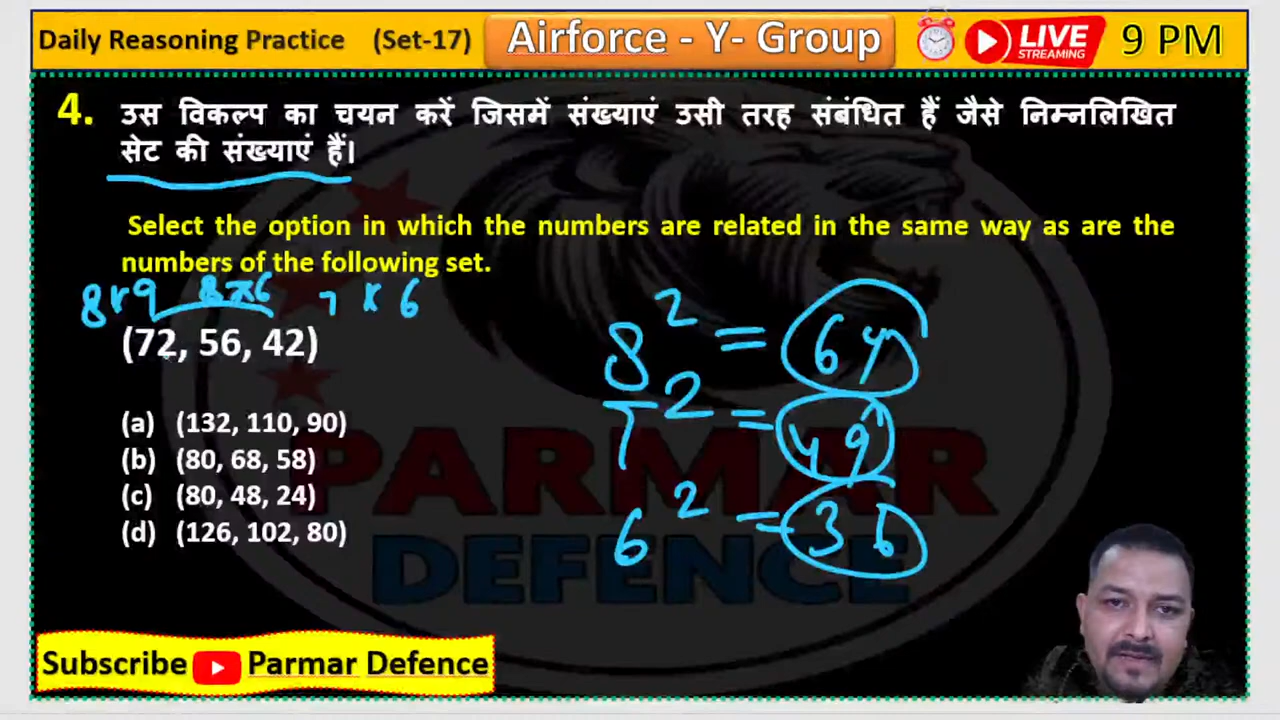 Daily Reasoning Practice (Set-17) Airforce - Y- Group LIVE STREAMING 9 PM
4. उस विकल्प का चयन करें जिसमें संख्याएं उसी तरह संबंधित हैं जैसे निम्नलिखित
सेट की संख्याएं हैं।
Select the option in which the numbers are related in the same way as are the
numbers of the following set.
8×9 7 × 6
(72, 56, 42)
8² = 64
7² = 49
6² = 36
(a) (132, 110, 90)
(b) (80, 68, 58)
(c) (80, 48, 24)
(d) (126, 102, 80)
PARMAR
DEFENCE
Subscribe Parmar Defence